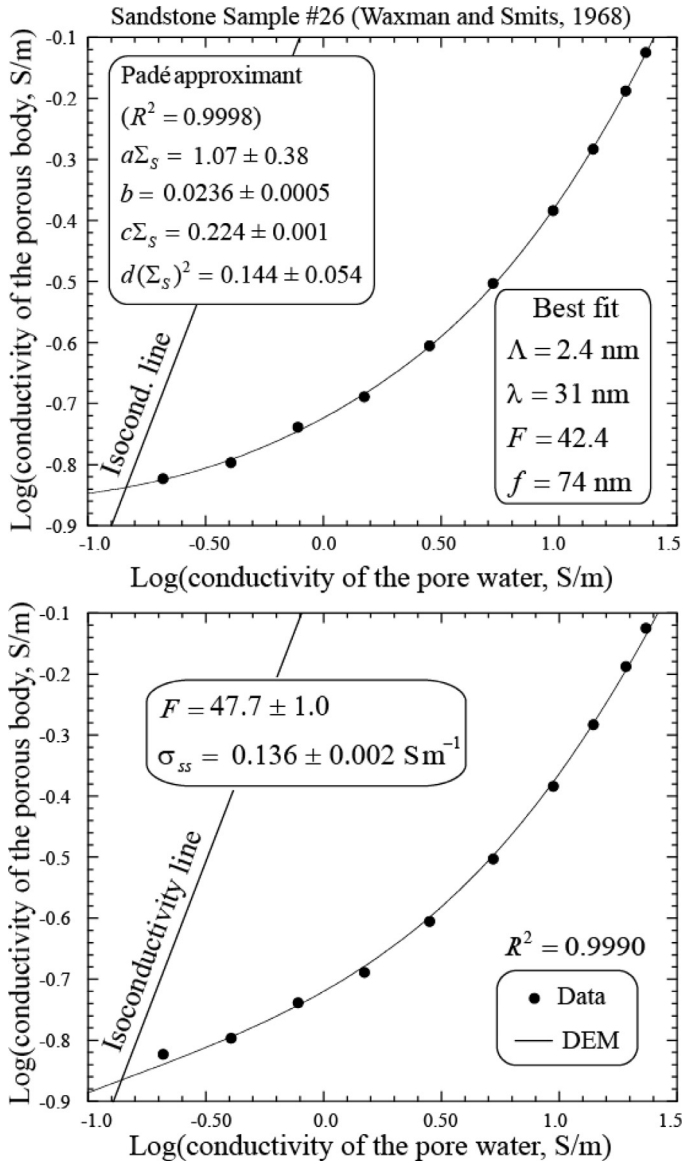 Sandstone Sample #26 (Waxman and Smits, 1968)
Log(conductivity of the porous body, S/m)
-0.1
-0.2
-0.3
-0.4
-0.5
-0.6
-0.7
-0.8
-0.9
Padé approximant
(R² = 0.9998)
aΣ_S = 1.07 ± 0.38
b = 0.0236 ± 0.0005
cΣ_S = 0.224 ± 0.001
d(Σ_S)² = 0.144 ± 0.054
Isocond. line
Best fit
Λ = 2.4 nm
λ = 31 nm
F = 42.4
f = 74 nm
-1.0 -0.50 0.0 0.50 1.0 1.5
Log(conductivity of the pore water, S/m)
Log(conductivity of the porous body, S/m)
-0.1
-0.2
-0.3
-0.4
-0.5
-0.6
-0.7
-0.8
-0.9
F = 47.7 ± 1.0
σ_ss = 0.136 ± 0.002 S m⁻¹
Isoconductivity line
R² = 0.9990
Data
DEM
-1.0 -0.50 0.0 0.50 1.0 1.5
Log(conductivity of the pore water, S/m)